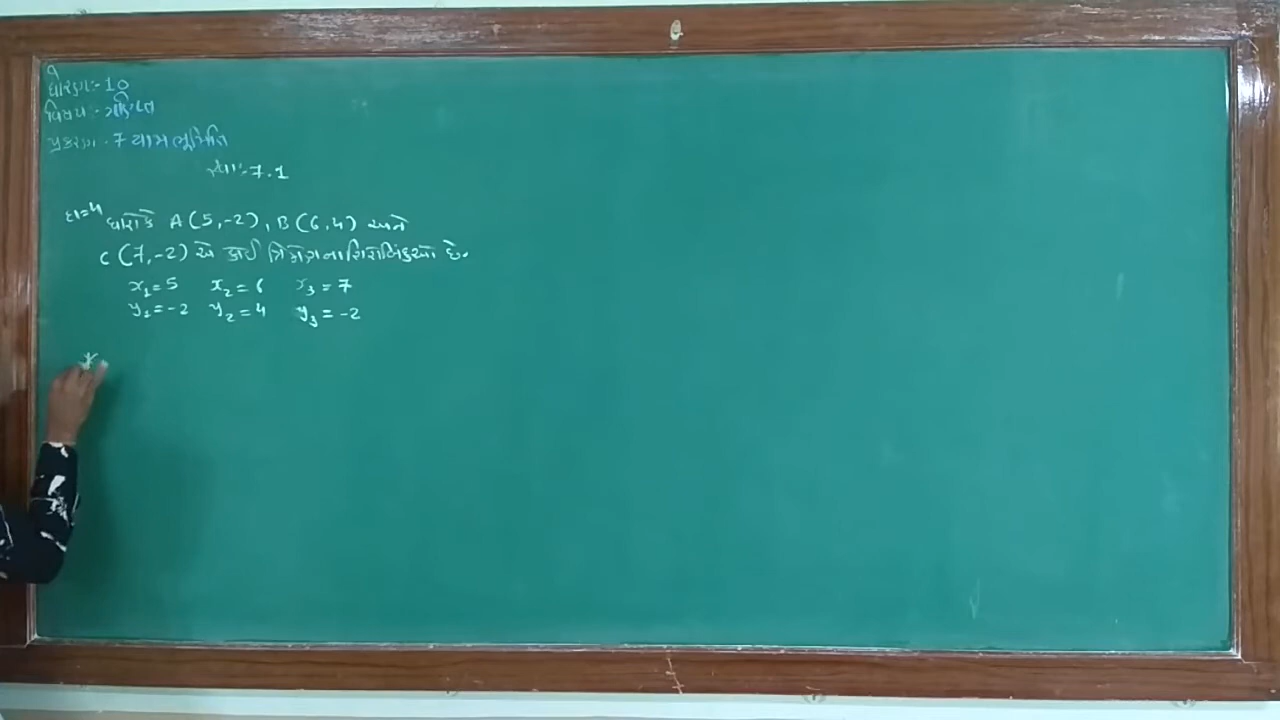 ધોરણ:- 10
વિષય:- ગણિત
પ્રકરણ:- 7 યામ ભૂમિતિ
સ્વા:- 7.1
દા=4 ધારોકે A(5,-2), B(6,4) અને
C(7,-2) એ કોઈ ત્રિકોણના શિરોબિંદુઓ છે.
x₁=5 x₂=6 x₃=7
y₁=-2 y₂=4 y₃=-2
*